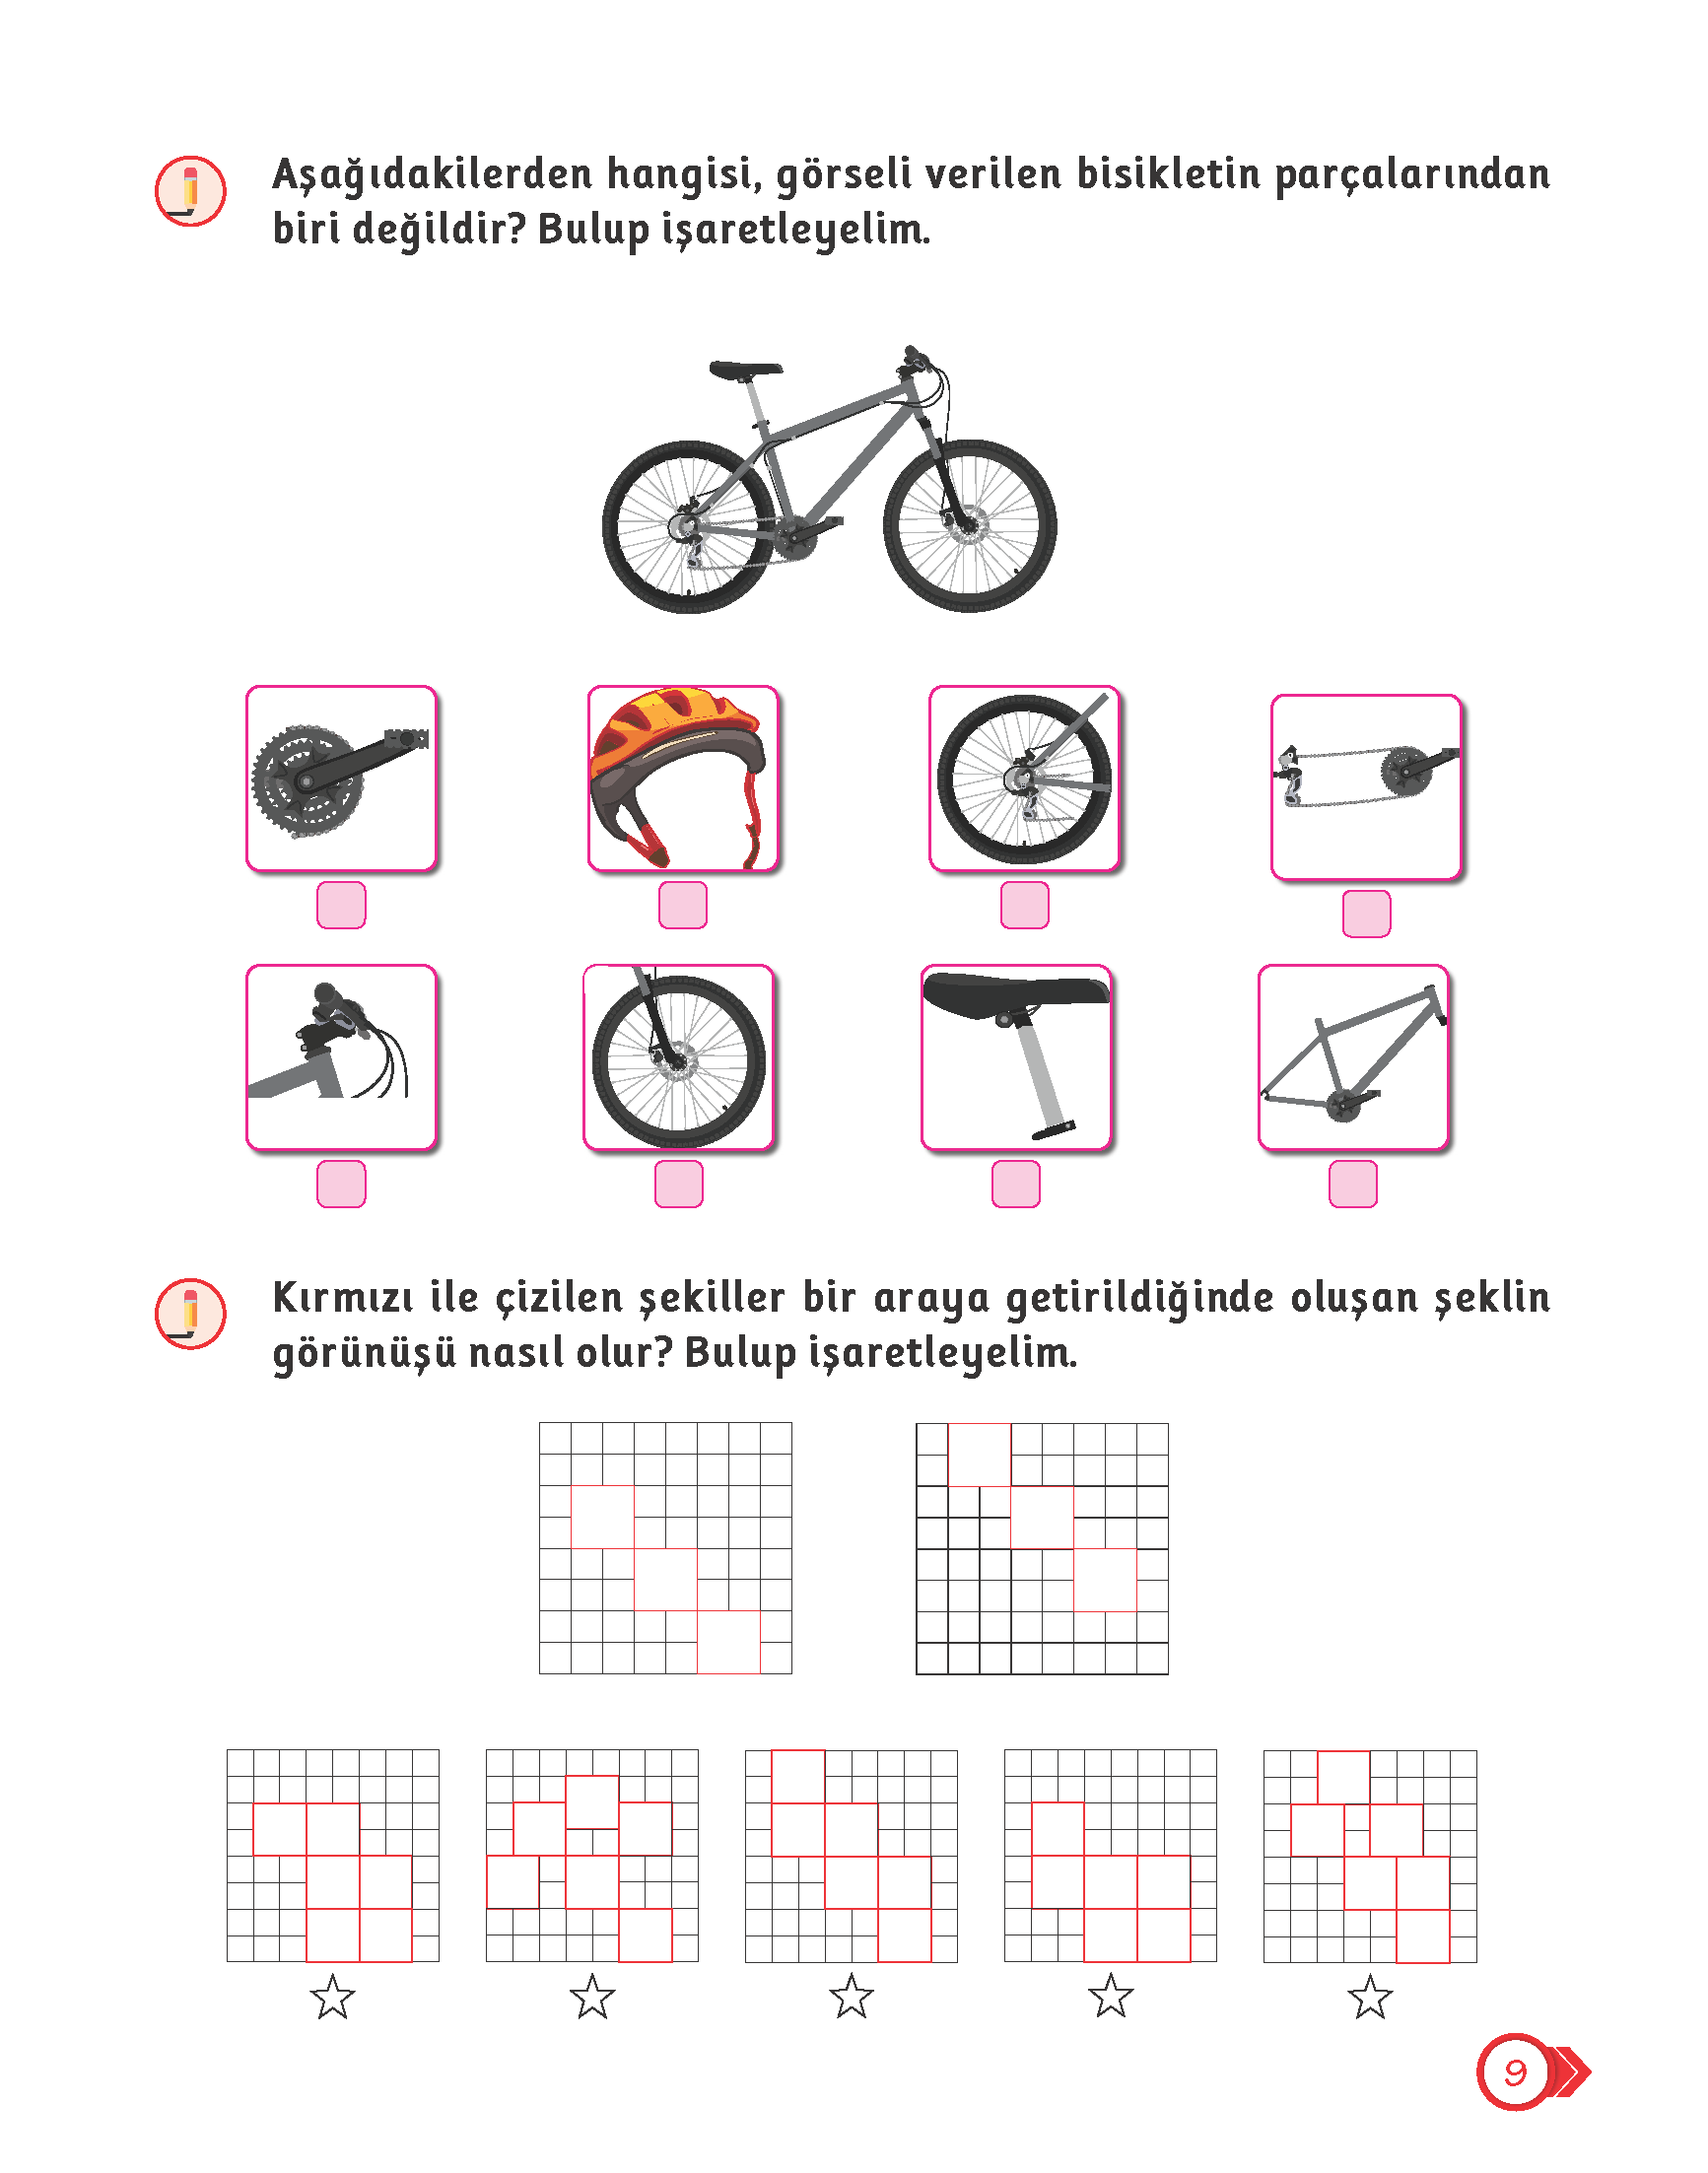 Aşağıdakilerden hangisi, görseli verilen bisikletin parçalarından
biri değildir? Bulup işaretleyelim.
Kırmızı ile çizilen şekiller bir araya getirildiğinde oluşan şeklin
görünüşü nasıl olur? Bulup işaretleyelim.
9